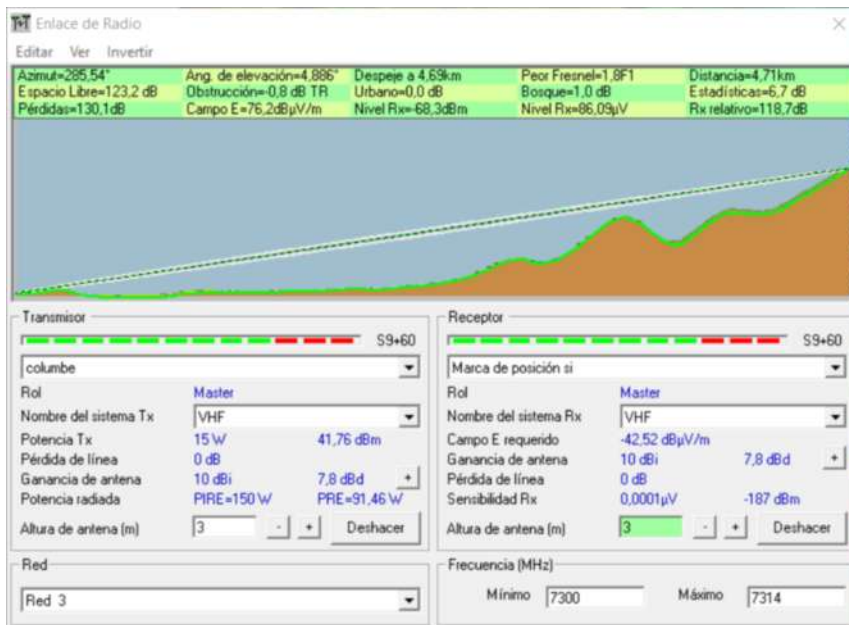 Enlace de Radio
Editar Ver Invertir
Azimut=285,54° Ang. de elevación=4,886° Despeje a 4,69km Peor Fresnel=1,8F1 Distancia=4,71km
Espacio Libre=123,2 dB Obstrucción=-0,8 dB TR Urbano=0,0 dB Bosque=1,0 dB Estadísticas=6,7 dB
Pérdidas=130,1dB Campo E=76,2dBµV/m Nivel Rx=-68,3dBm Nivel Rx=86,09µV Rx relativo=118,7dB
Transmisor
S9+60
columbe
Rol Master
Nombre del sistema Tx VHF
Potencia Tx 15 W 41,76 dBm
Pérdida de línea 0 dB
Ganancia de antena 10 dBi 7,8 dBd +
Potencia radiada PIRE=150 W PRE=91,46 W
Altura de antena (m) 3 - + Deshacer
Receptor
S9+60
Marca de posición si
Rol Master
Nombre del sistema Rx VHF
Campo E requerido -42,52 dBµV/m
Ganancia de antena 10 dBi 7,8 dBd +
Pérdida de línea 0 dB
Sensibilidad Rx 0,0001µV -187 dBm
Altura de antena (m) 3 - + Deshacer
Red
Red 3
Frecuencia (MHz)
Mínimo 7300 Máximo 7314